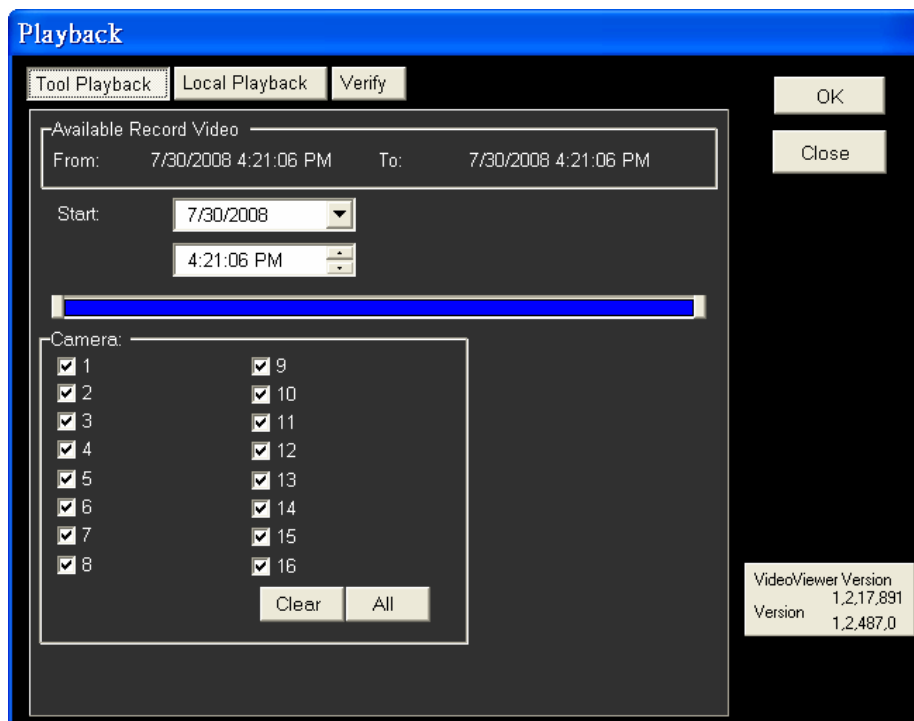 Playback
Tool Playback Local Playback Verify
OK
Close
Available Record Video
From: 7/30/2008 4:21:06 PM To: 7/30/2008 4:21:06 PM
Start: 7/30/2008
4:21:06 PM
Camera:
1 9
2 10
3 11
4 12
5 13
6 14
7 15
8 16
Clear All
VideoViewer Version
1,2,17,891
Version
1,2,487,0